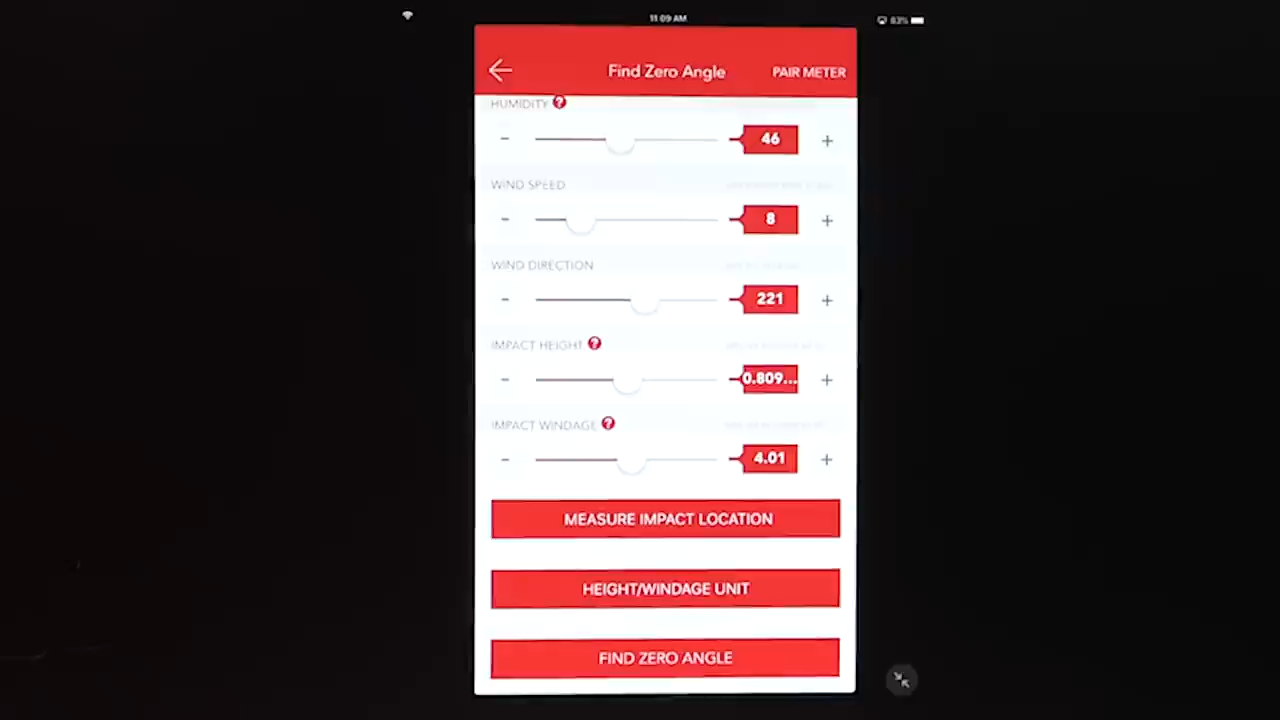 11:09 AM
83%
Find Zero Angle
PAIR METER
HUMIDITY ?
- 46 +
WIND SPEED
- 8 +
WIND DIRECTION
- 221 +
IMPACT HEIGHT ?
- 0.809... +
IMPACT WINDAGE ?
- 4.01 +
MEASURE IMPACT LOCATION
HEIGHT/WINDAGE UNIT
FIND ZERO ANGLE